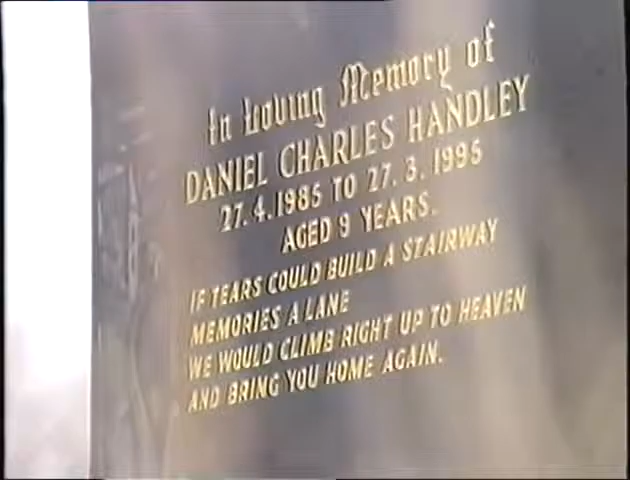 In Loving Memory of
DANIEL CHARLES HANDLEY
27.4.1985 TO 27.3.1995
AGED 9 YEARS.
IF TEARS COULD BUILD A STAIRWAY
MEMORIES A LANE
WE WOULD CLIMB RIGHT UP TO HEAVEN
AND BRING YOU HOME AGAIN.